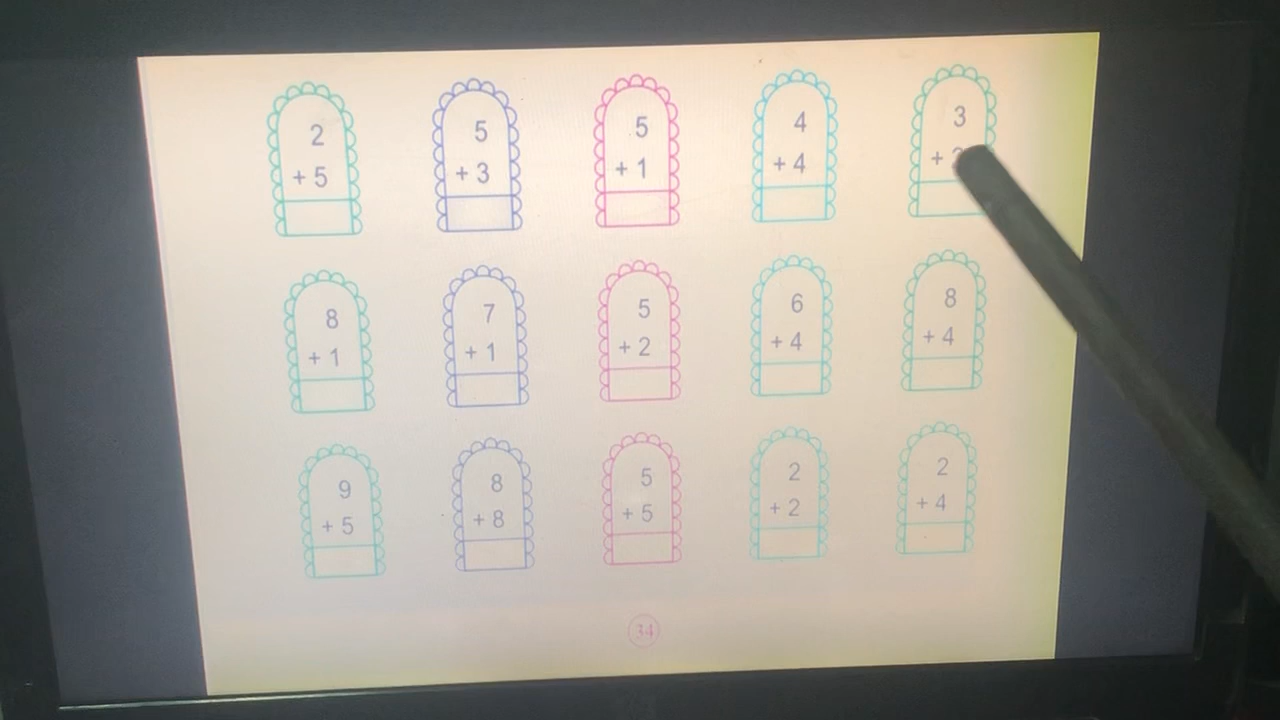 2 5 5 4 3
+ 5 + 3 + 1 + 4 +
8 7 5 6 8
+ 1 + 1 + 2 + 4 + 4
9 8 5 2 2
+ 5 + 8 + 5 + 2 + 4
34